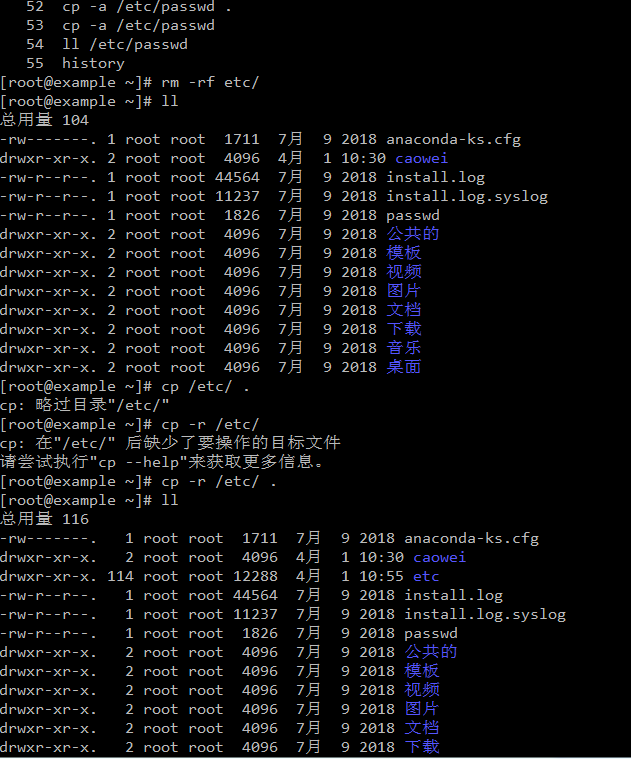 52  cp -a /etc/passwd .
53  cp -a /etc/passwd
54  ll /etc/passwd
55  history
[root@example ~]# rm -rf etc/
[root@example ~]# ll
总用量 104
-rw-------. 1 root root  1711  7月   9 2018 anaconda-ks.cfg
drwxr-xr-x. 2 root root  4096  4月   1 10:30 caowei
-rw-r--r--. 1 root root 44564  7月   9 2018 install.log
-rw-r--r--. 1 root root 11237  7月   9 2018 install.log.syslog
-rw-r--r--. 1 root root  1826  7月   9 2018 passwd
drwxr-xr-x. 2 root root  4096  7月   9 2018 公共的
drwxr-xr-x. 2 root root  4096  7月   9 2018 模板
drwxr-xr-x. 2 root root  4096  7月   9 2018 视频
drwxr-xr-x. 2 root root  4096  7月   9 2018 图片
drwxr-xr-x. 2 root root  4096  7月   9 2018 文档
drwxr-xr-x. 2 root root  4096  7月   9 2018 下载
drwxr-xr-x. 2 root root  4096  7月   9 2018 音乐
drwxr-xr-x. 2 root root  4096  7月   9 2018 桌面
[root@example ~]# cp /etc/ .
cp: 略过目录"/etc/"
[root@example ~]# cp -r /etc/
cp: 在"/etc/" 后缺少了要操作的目标文件
请尝试执行"cp --help"来获取更多信息。
[root@example ~]# cp -r /etc/ .
[root@example ~]# ll
总用量 116
-rw-------.   1 root root  1711  7月   9 2018 anaconda-ks.cfg
drwxr-xr-x.   2 root root  4096  4月   1 10:30 caowei
drwxr-xr-x. 114 root root 12288  4月   1 10:55 etc
-rw-r--r--.   1 root root 44564  7月   9 2018 install.log
-rw-r--r--.   1 root root 11237  7月   9 2018 install.log.syslog
-rw-r--r--.   1 root root  1826  7月   9 2018 passwd
drwxr-xr-x.   2 root root  4096  7月   9 2018 公共的
drwxr-xr-x.   2 root root  4096  7月   9 2018 模板
drwxr-xr-x.   2 root root  4096  7月   9 2018 视频
drwxr-xr-x.   2 root root  4096  7月   9 2018 图片
drwxr-xr-x.   2 root root  4096  7月   9 2018 文档
drwxr-xr-x.   2 root root  4096  7月   9 2018 下载